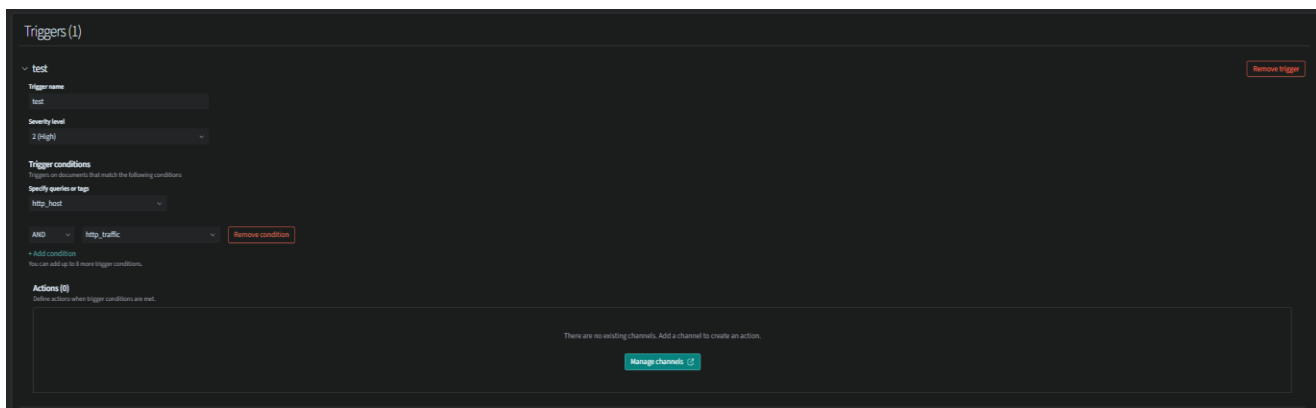 Triggers (1)
test
Remove trigger
Trigger name
test
Severity level
2 (High)
Trigger conditions
Triggers on documents that match the following conditions
Specify queries or tags
http_host
AND http_traffic Remove condition
+ Add condition
You can add up to 8 more trigger conditions.
Actions (0)
Define actions when trigger conditions are met.
There are no existing channels. Add a channel to create an action.
Manage channels